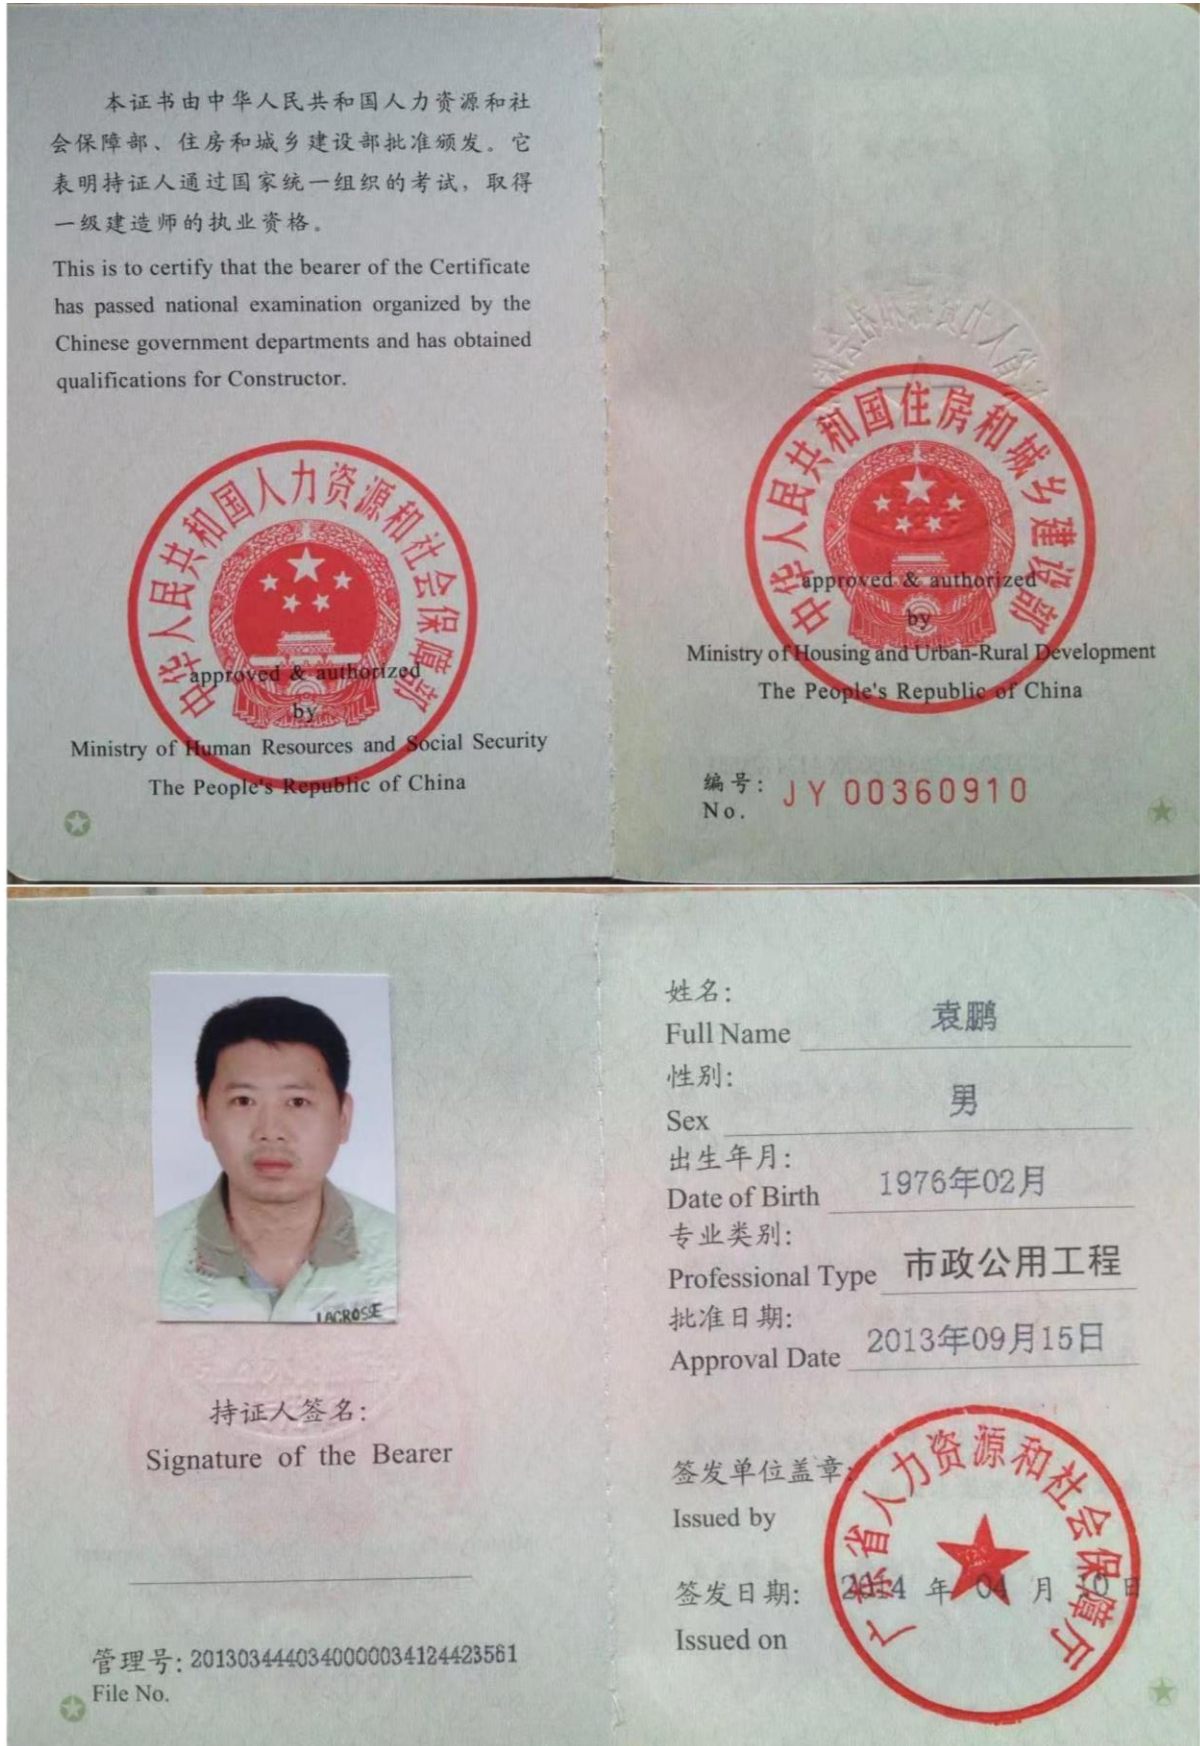 本证书由中华人民共和国人力资源和社
会保障部、住房和城乡建设部批准颁发。它
表明持证人通过国家统一组织的考试，取得
一级建造师的执业资格。
This is to certify that the bearer of the Certificate
has passed national examination organized by the
Chinese government departments and has obtained
qualifications for Constructor.
中华人民共和国人力资源和社会保障部
approved & authorized
by
Ministry of Human Resources and Social Security
The People's Republic of China
中华人民共和国住房和城乡建设部
approved & authorized
by
Ministry of Housing and Urban-Rural Development
The People's Republic of China
编号: JY 00360910
No.
LACROSSE
持证人签名:
Signature of the Bearer
管理号: 2013034440340000034124423561
File No.
姓名:
Full Name 袁鹏
性别:
Sex 男
出生年月:
Date of Birth 1976年02月
专业类别:
Professional Type 市政公用工程
批准日期:
Approval Date 2013年09月15日
签发单位盖章:
Issued by
广东省人力资源和社会保障厅
签发日期: 2014 年 04 月 10 日
Issued on